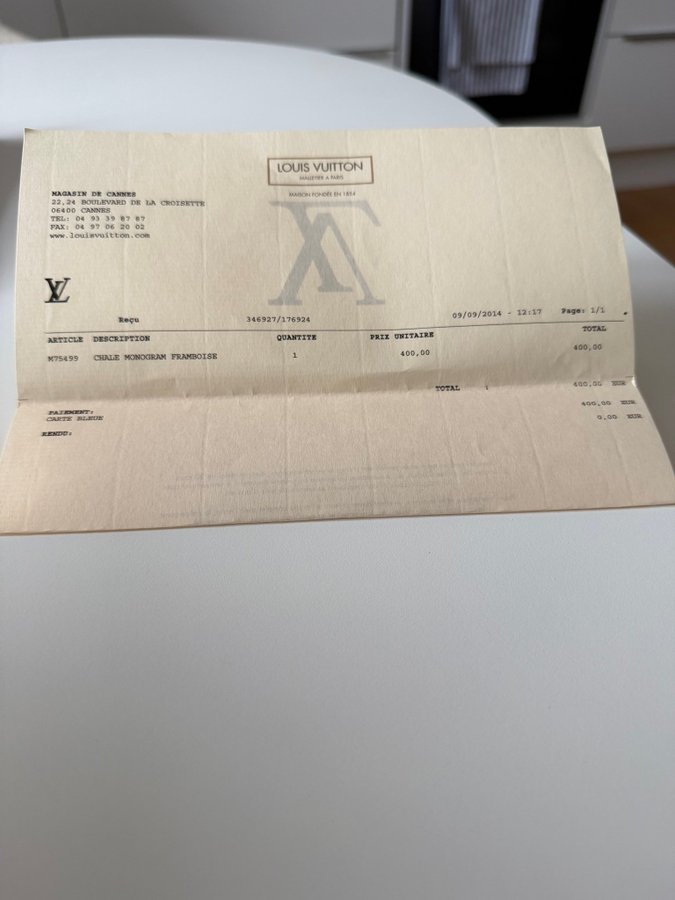 LOUIS VUITTON
MALLETIER A PARIS
MAISON FONDÉE EN 1854
MAGASIN DE CANNES
22,24 BOULEVARD DE LA CROISETTE
06400 CANNES
TEL: 04 93 39 87 87
FAX: 04 97 06 20 02
www.louisvuitton.com
LV
Reçu 346927/176924 09/09/2014 - 12:17 Page: 1/1
ARTICLE DESCRIPTION QUANTITE PRIX UNITAIRE TOTAL
M75499 CHALE MONOGRAM FRAMBOISE 1 400,00 400,00
TOTAL : 400,00 EUR
PAIEMENT:
CARTE BLEUE 400,00 EUR
RENDU: 0,00 EUR